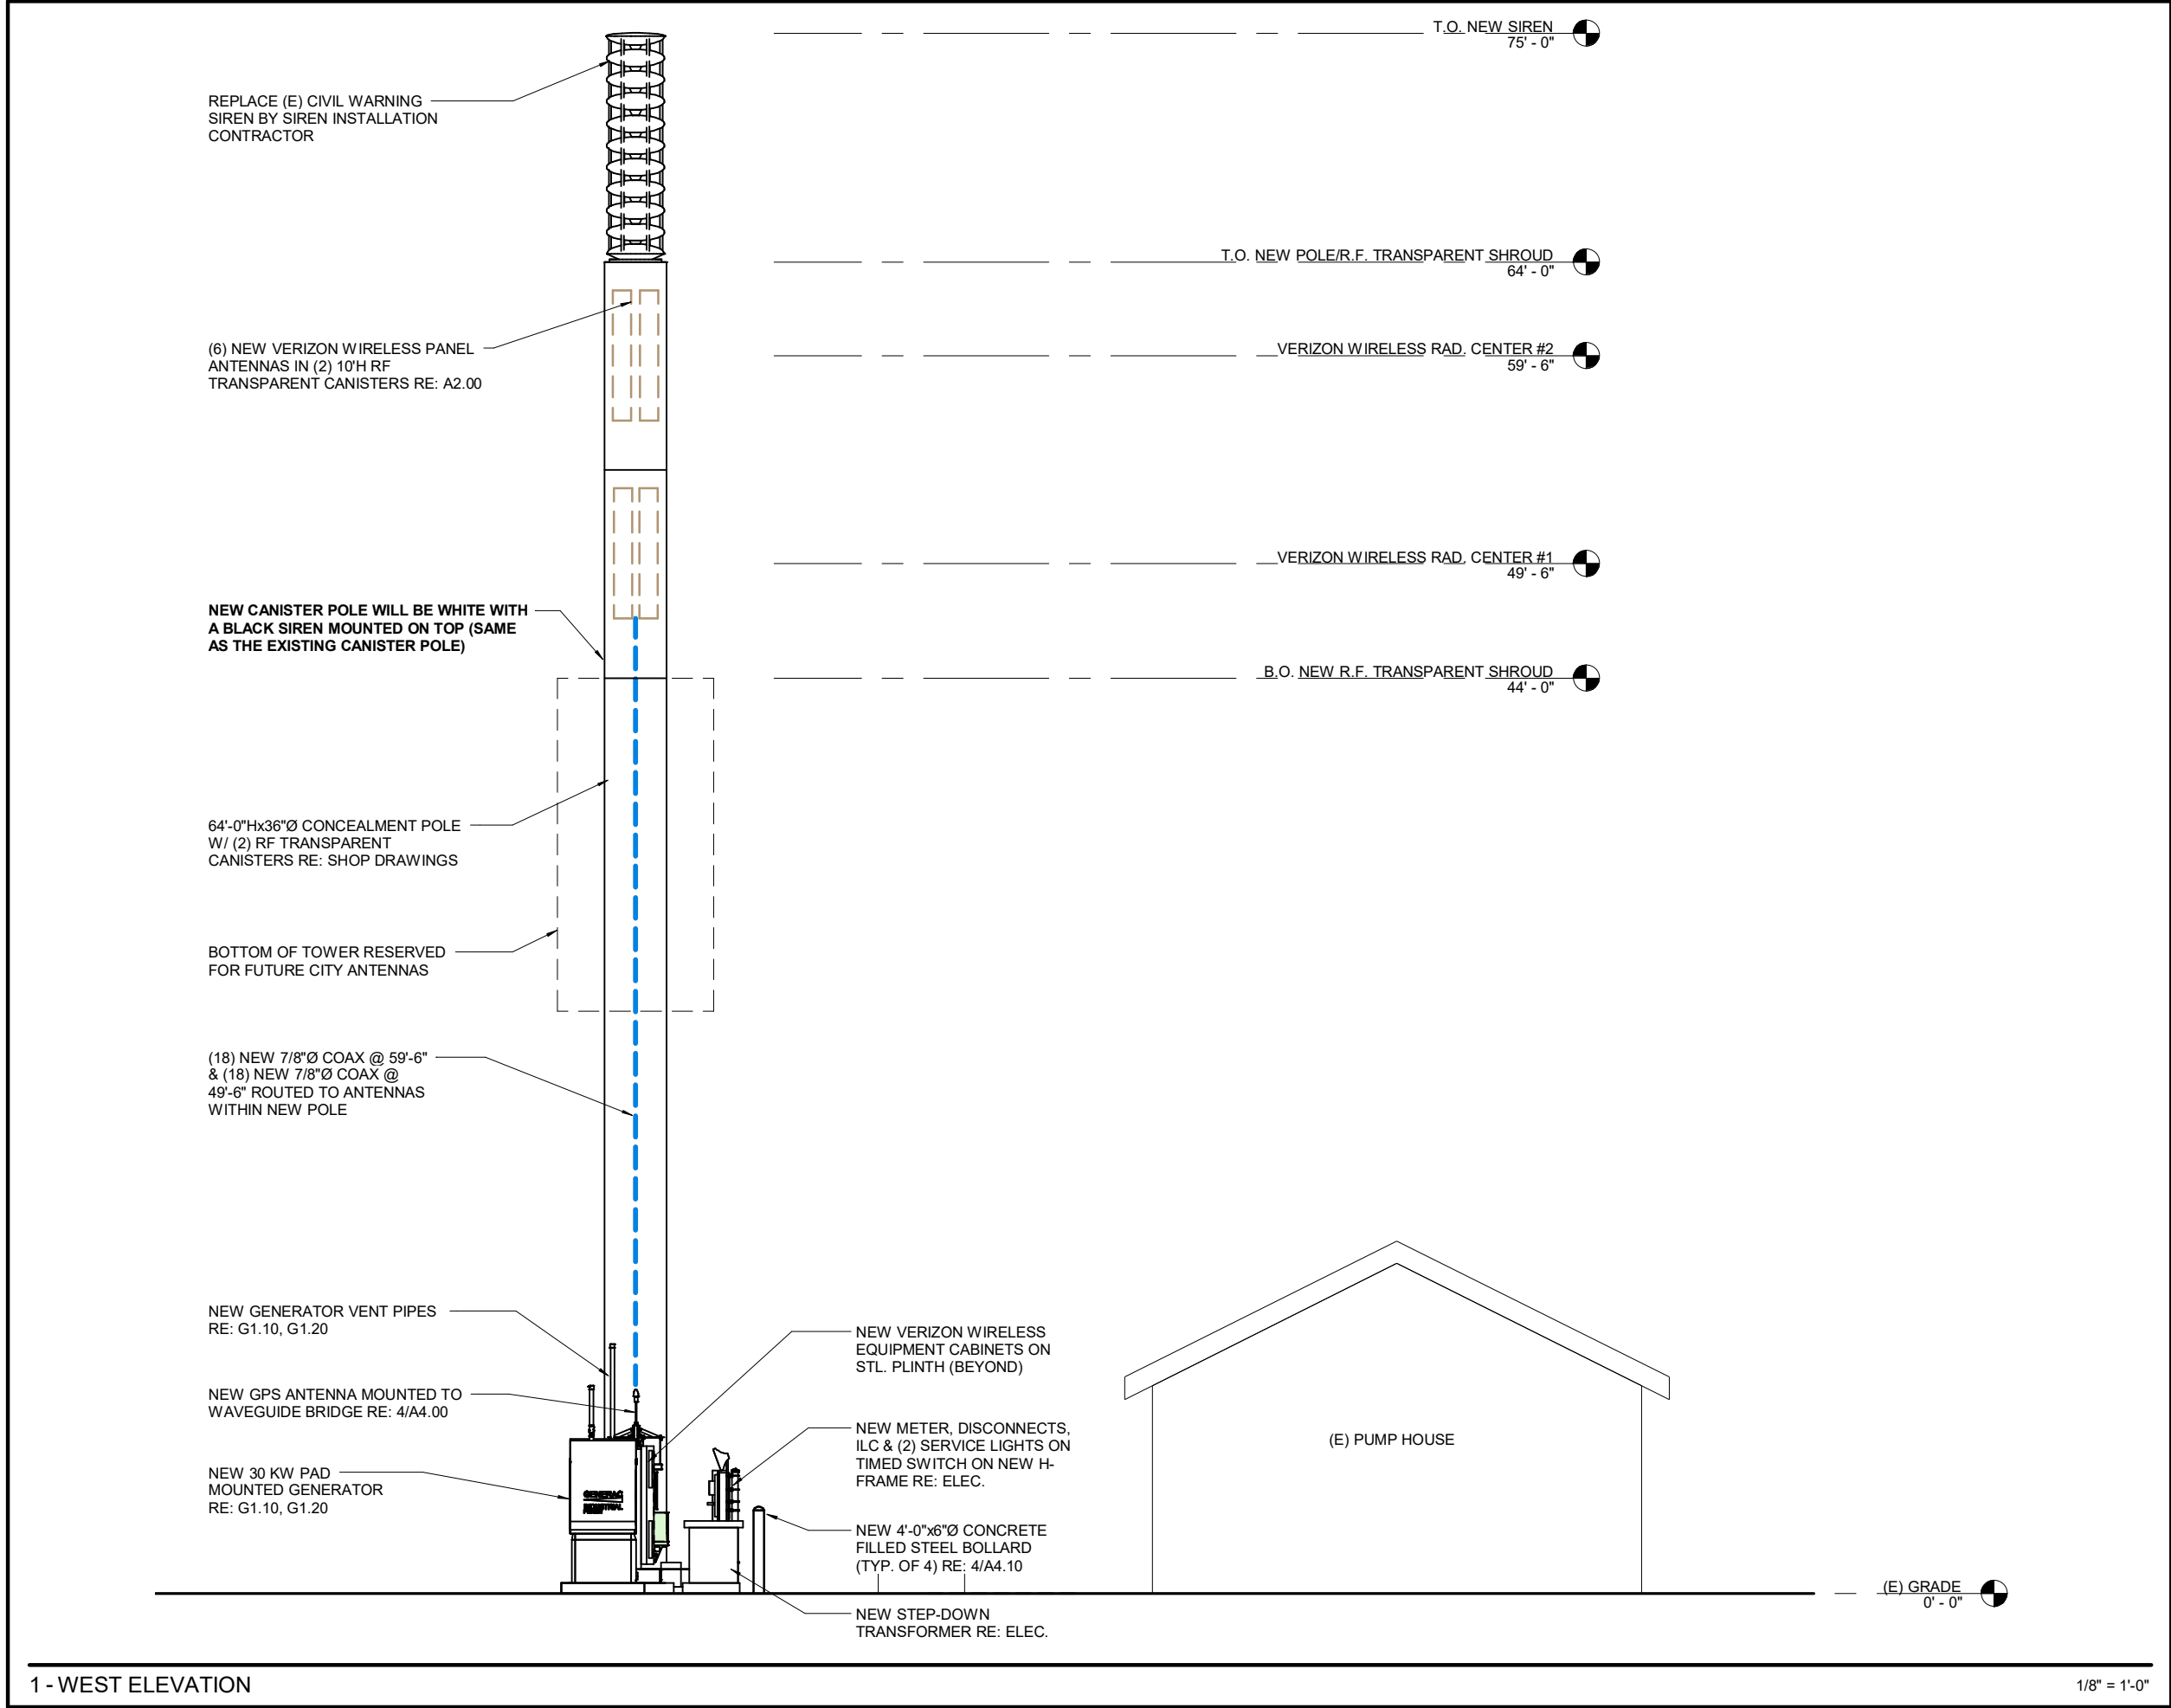 T.O. NEW SIREN
75' - 0"
REPLACE (E) CIVIL WARNING
SIREN BY SIREN INSTALLATION
CONTRACTOR
T.O. NEW POLE/R.F. TRANSPARENT SHROUD
64' - 0"
(6) NEW VERIZON WIRELESS PANEL
ANTENNAS IN (2) 10'H RF
TRANSPARENT CANISTERS RE: A2.00
VERIZON WIRELESS RAD. CENTER #2
59' - 6"
VERIZON WIRELESS RAD. CENTER #1
49' - 6"
NEW CANISTER POLE WILL BE WHITE WITH
A BLACK SIREN MOUNTED ON TOP (SAME
AS THE EXISTING CANISTER POLE)
B.O. NEW R.F. TRANSPARENT SHROUD
44' - 0"
64'-0"Hx36"Ø CONCEALMENT POLE
W/ (2) RF TRANSPARENT
CANISTERS RE: SHOP DRAWINGS
BOTTOM OF TOWER RESERVED
FOR FUTURE CITY ANTENNAS
(18) NEW 7/8"Ø COAX @ 59'-6"
& (18) NEW 7/8"Ø COAX @
49'-6" ROUTED TO ANTENNAS
WITHIN NEW POLE
NEW GENERATOR VENT PIPES
RE: G1.10, G1.20
NEW GPS ANTENNA MOUNTED TO
WAVEGUIDE BRIDGE RE: 4/A4.00
NEW 30 KW PAD
MOUNTED GENERATOR
RE: G1.10, G1.20
GENERAC
INDUSTRIAL
POWER
NEW VERIZON WIRELESS
EQUIPMENT CABINETS ON
STL. PLINTH (BEYOND)
NEW METER, DISCONNECTS,
ILC & (2) SERVICE LIGHTS ON
TIMED SWITCH ON NEW H-
FRAME RE: ELEC.
NEW 4'-0"x6"Ø CONCRETE
FILLED STEEL BOLLARD
(TYP. OF 4) RE: 4/A4.10
NEW STEP-DOWN
TRANSFORMER RE: ELEC.
(E) PUMP HOUSE
(E) GRADE
0' - 0"
1 - WEST ELEVATION
1/8" = 1'-0"